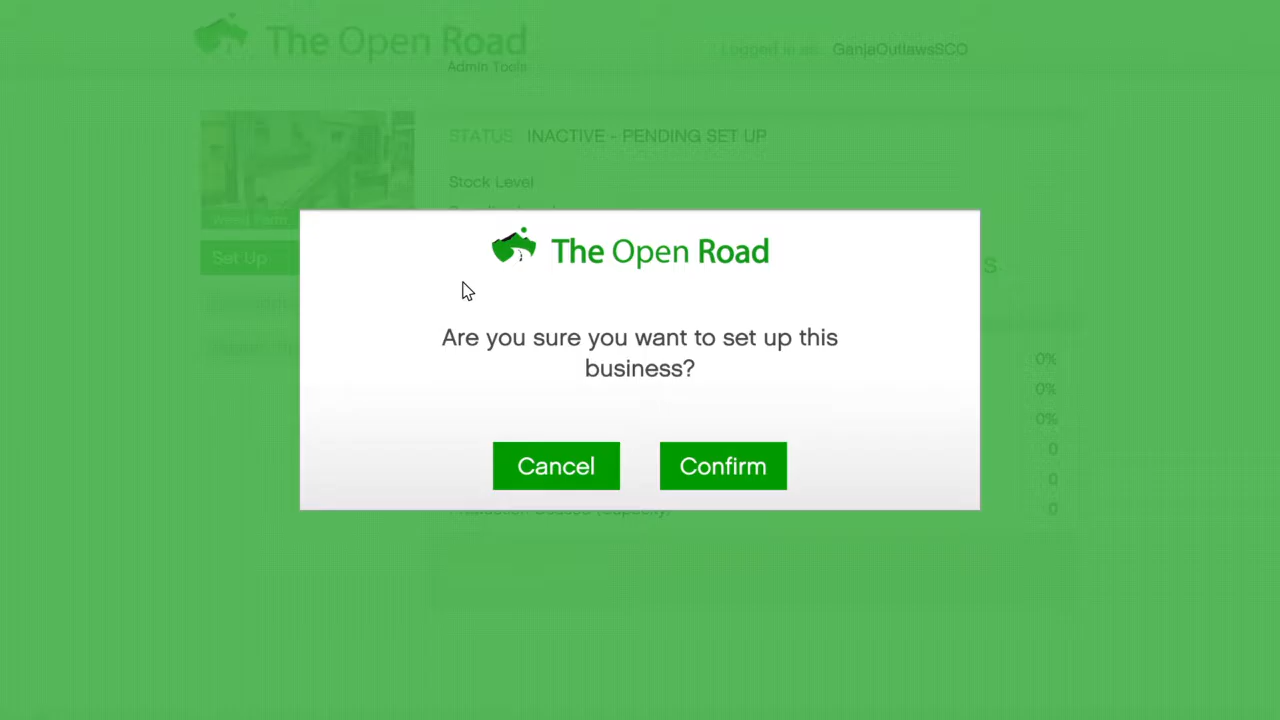 The Open Road
Admin Tools
Logged in as: GanjaOutlawsSCO
STATUS: INACTIVE - PENDING SET UP
Stock Level
Weed Farm
Set Up
The Open Road
Are you sure you want to set up this
business?
0%
0%
0%
0
0
0
Cancel
Confirm